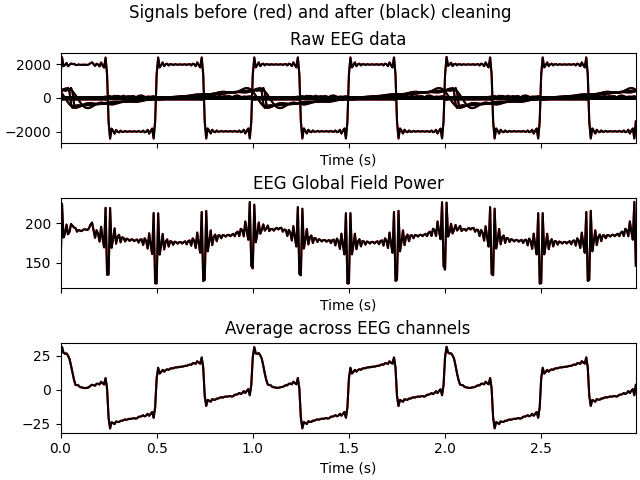 Signals before (red) and after (black) cleaning
Raw EEG data
2000
0
−2000
Time (s)
EEG Global Field Power
200
150
Time (s)
Average across EEG channels
25
0
−25
0.0 0.5 1.0 1.5 2.0 2.5
Time (s)